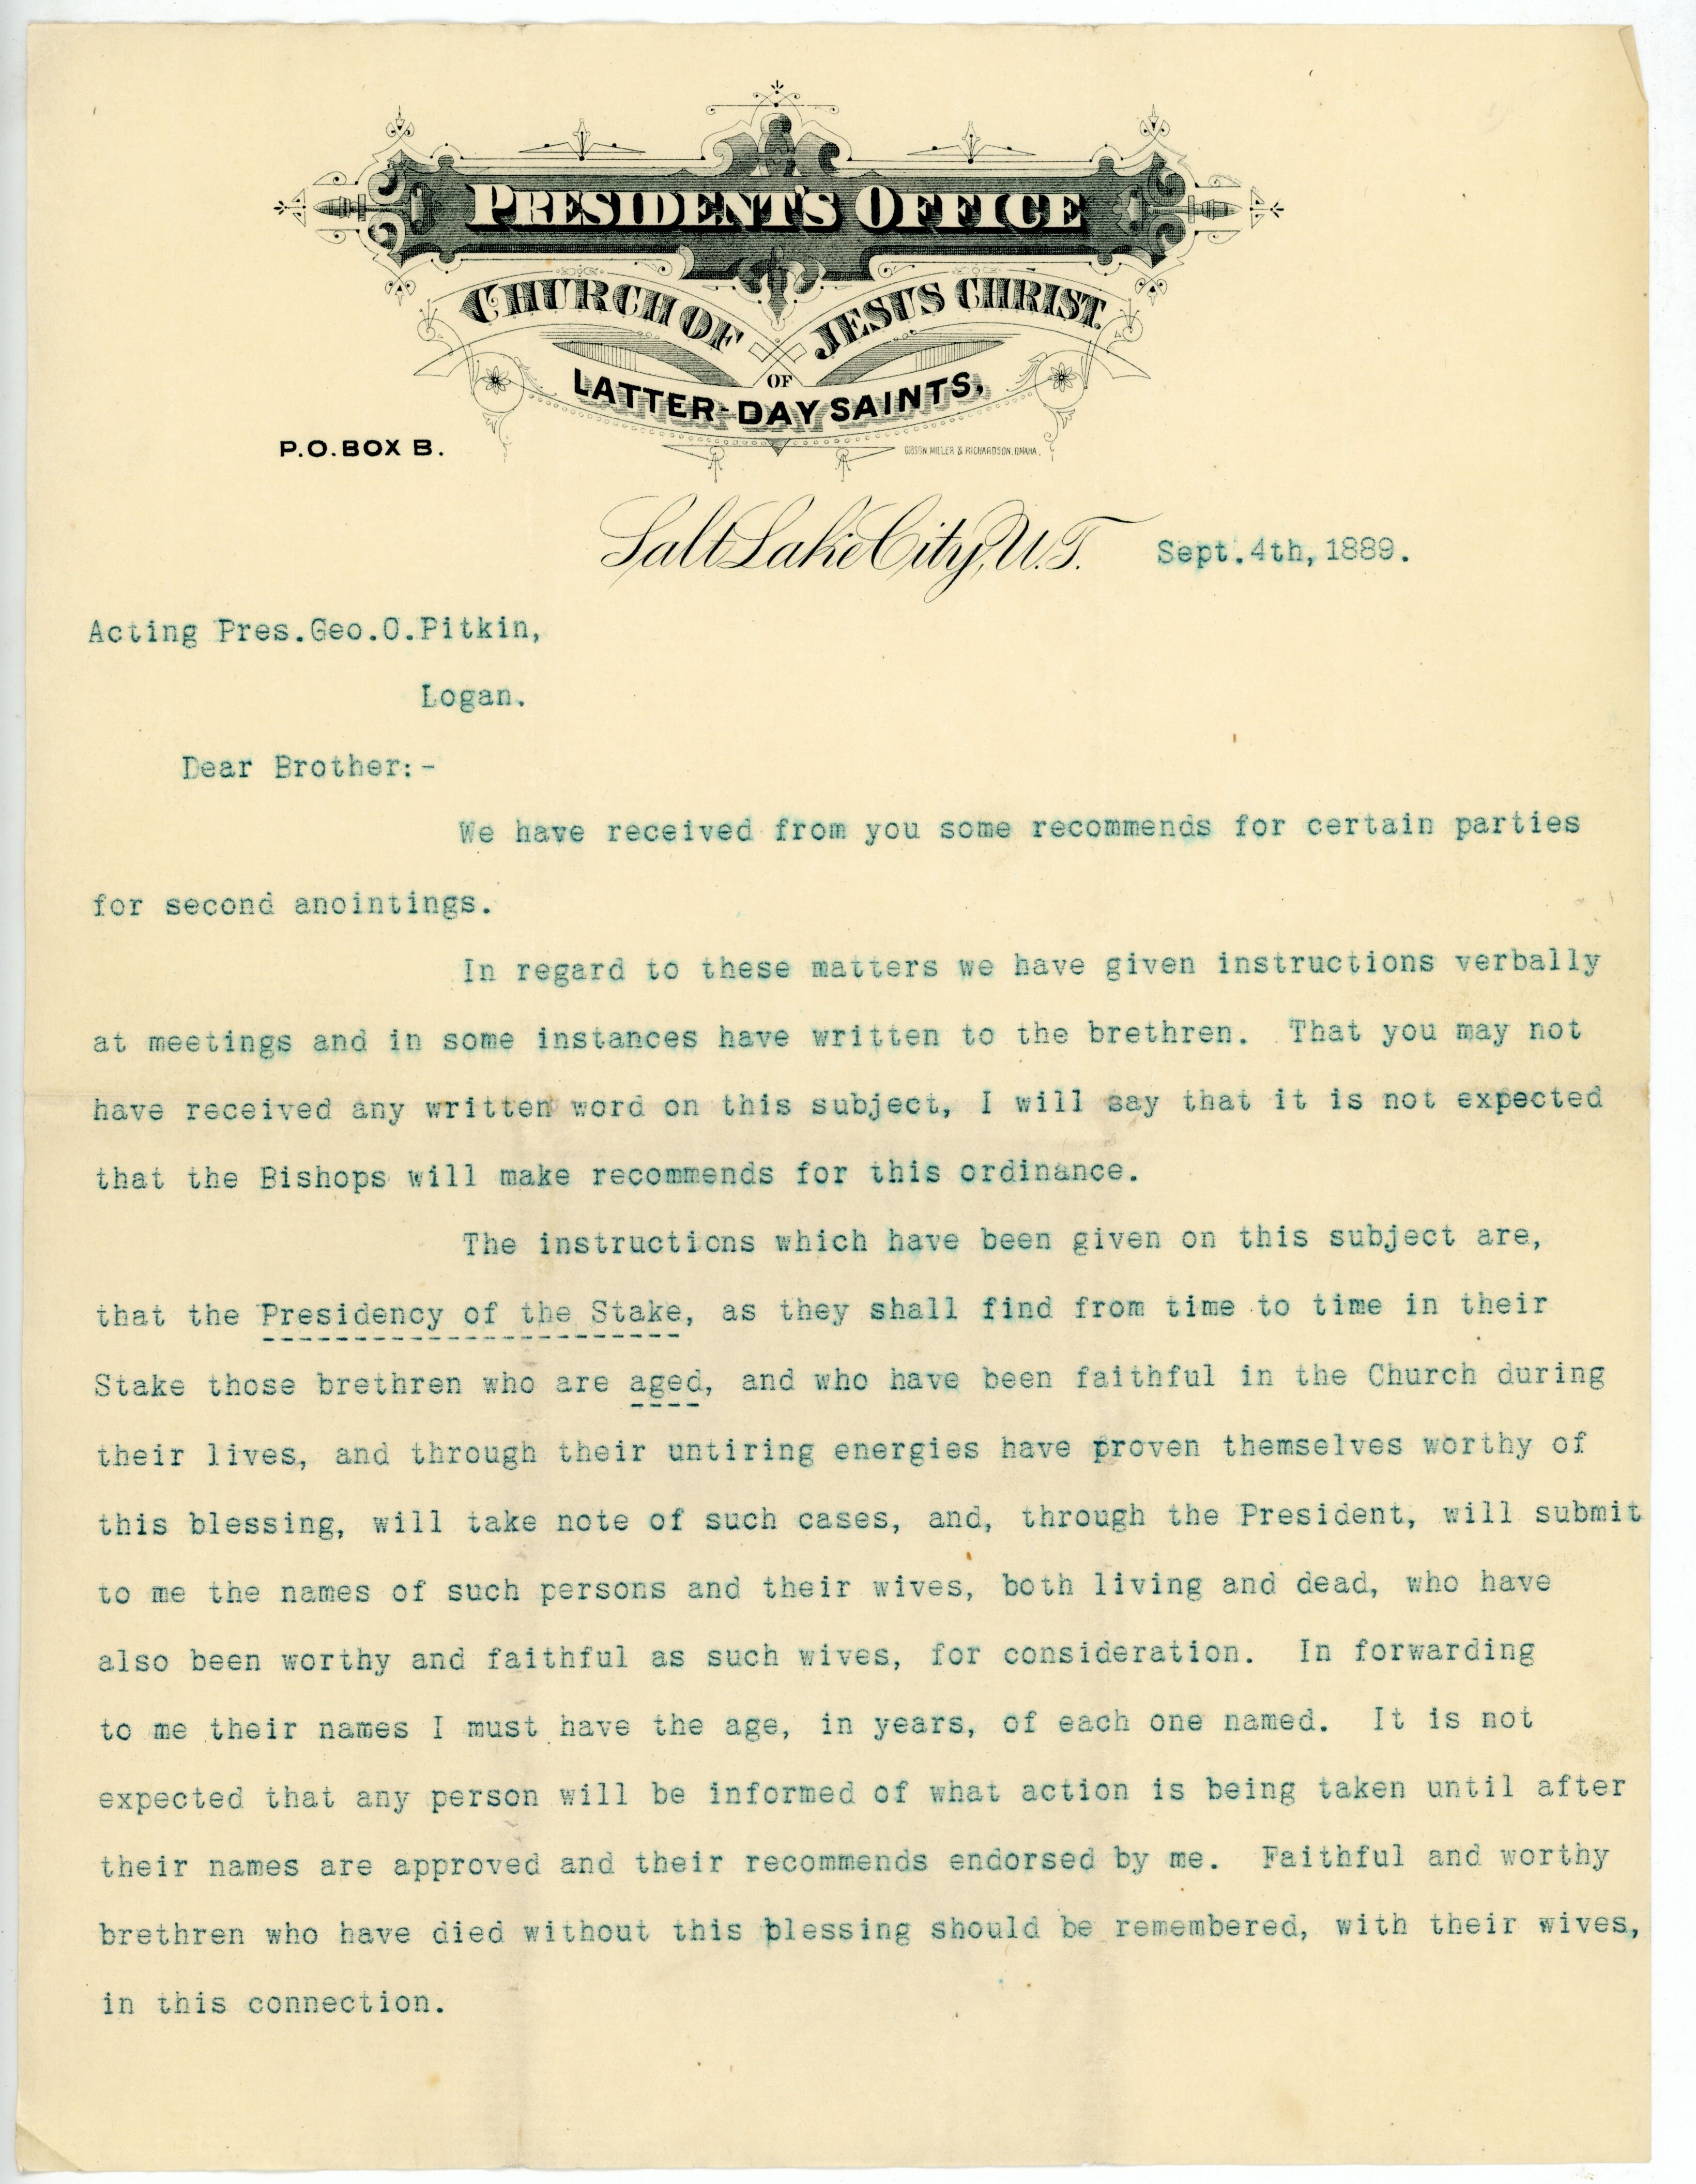 PRESIDENT'S OFFICE
CHURCH OF JESUS CHRIST
OF
LATTER-DAY SAINTS,
P.O. BOX B.
GIBSON MILLER & RICHARDSON, OMAHA.
Salt Lake City, U.T. Sept. 4th, 1889.
Acting Pres. Geo. O. Pitkin,
Logan.
Dear Brother:-
We have received from you some recommends for certain parties
for second anointings.
In regard to these matters we have given instructions verbally
at meetings and in some instances have written to the brethren. That you may not
have received any written word on this subject, I will say that it is not expected
that the Bishops will make recommends for this ordinance.
The instructions which have been given on this subject are,
that the Presidency of the Stake, as they shall find from time to time in their
Stake those brethren who are aged, and who have been faithful in the Church during
their lives, and through their untiring energies have proven themselves worthy of
this blessing, will take note of such cases, and, through the President, will submit
to me the names of such persons and their wives, both living and dead, who have
also been worthy and faithful as such wives, for consideration. In forwarding
to me their names I must have the age, in years, of each one named. It is not
expected that any person will be informed of what action is being taken until after
their names are approved and their recommends endorsed by me. Faithful and worthy
brethren who have died without this blessing should be remembered, with their wives,
in this connection.